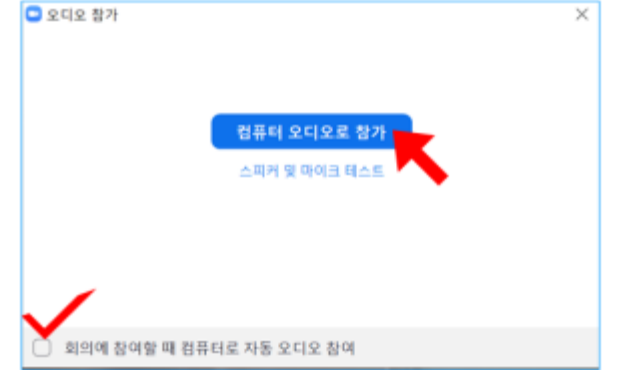 오디오 참가
컴퓨터 오디오로 참가
스피커 및 마이크 테스트
회의에 참여할 때 컴퓨터로 자동 오디오 참여